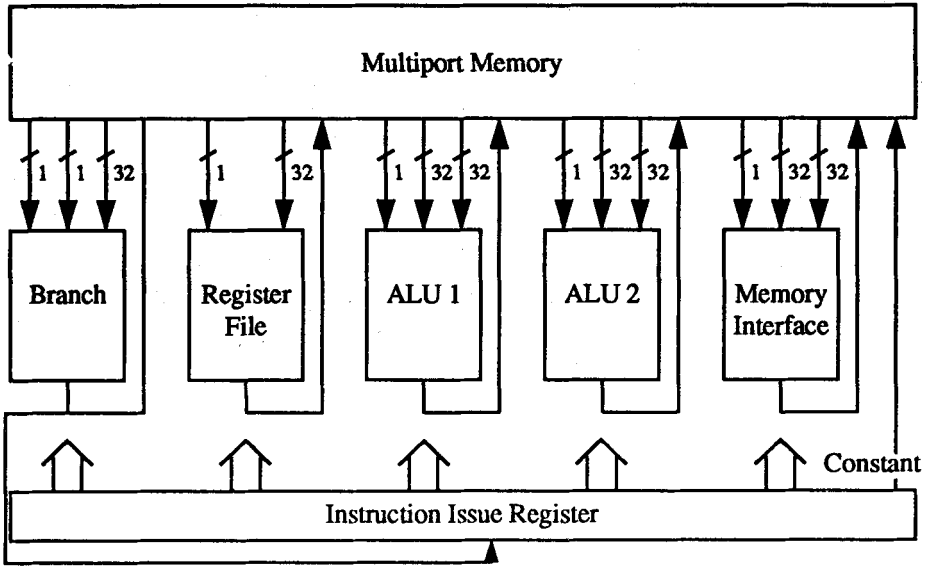 Multiport Memory
1 1 32 1 32 1 32 32 1 32 32 1 32 32
Branch
Register
File
ALU 1
ALU 2
Memory
Interface
Constant
Instruction Issue Register